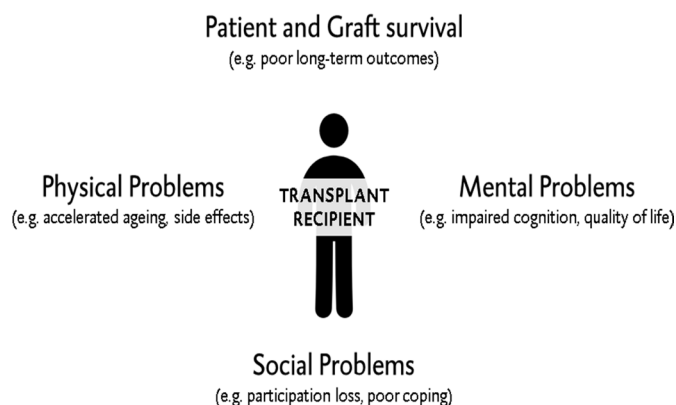 Patient and Graft survival
(e.g. poor long-term outcomes)
Physical Problems
(e.g. accelerated ageing, side effects)
TRANSPLANT
RECIPIENT
Mental Problems
(e.g. impaired cognition, quality of life)
Social Problems
(e.g. participation loss, poor coping)